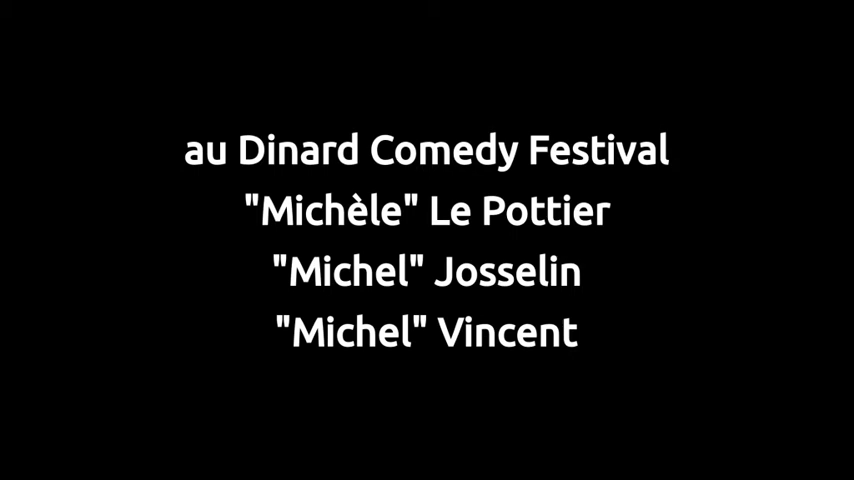 au Dinard Comedy Festival
"Michèle" Le Pottier
"Michel" Josselin
"Michel" Vincent